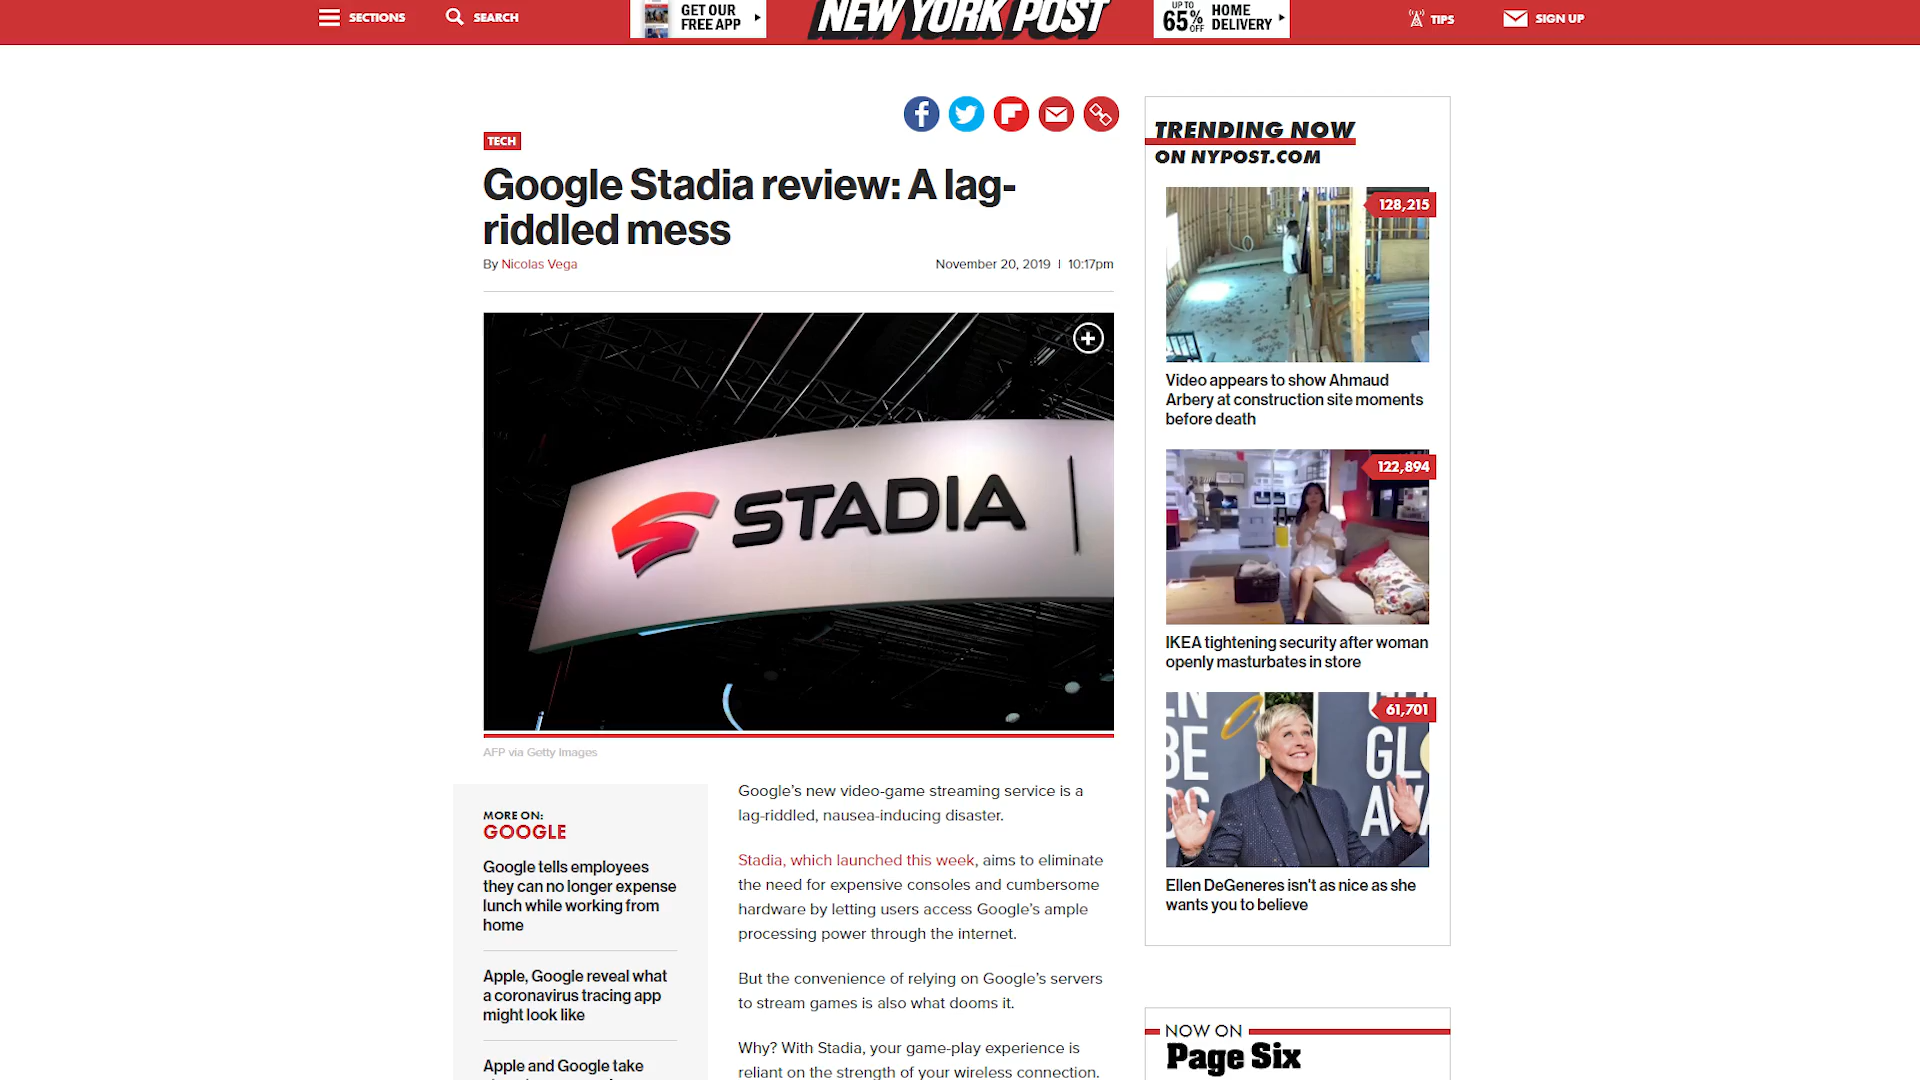 SECTIONS
SEARCH
GET OUR
FREE APP
NEW YORK POST
UP TO
65% OFF
HOME
DELIVERY
TIPS
SIGN UP
TECH
Google Stadia review: A lag-
riddled mess
By Nicolas Vega
November 20, 2019 | 10:17pm
STADIA
AFP via Getty Images
MORE ON:
GOOGLE
Google tells employees
they can no longer expense
lunch while working from
home
Apple, Google reveal what
a coronavirus tracing app
might look like
Apple and Google take
Google's new video-game streaming service is a
lag-riddled, nausea-inducing disaster.
Stadia, which launched this week, aims to eliminate
the need for expensive consoles and cumbersome
hardware by letting users access Google's ample
processing power through the internet.
But the convenience of relying on Google's servers
to stream games is also what dooms it.
Why? With Stadia, your game-play experience is
reliant on the strength of your wireless connection.
TRENDING NOW
ON NYPOST.COM
128,215
Video appears to show Ahmaud
Arbery at construction site moments
before death
122,894
IKEA tightening security after woman
openly masturbates in store
61,701
Ellen DeGeneres isn't as nice as she
wants you to believe
NOW ON
Page Six